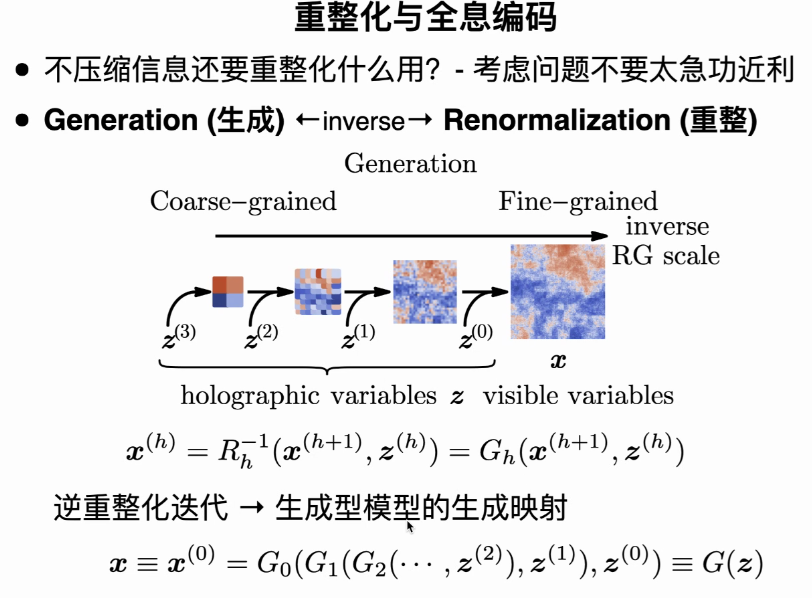 重整化与全息编码
• 不压缩信息还要重整化什么用？- 考虑问题不要太急功近利
• Generation (生成) ←inverse→ Renormalization (重整)
Generation
Coarse−grained Fine−grained
inverse
RG scale
z^(3) z^(2) z^(1) z^(0)
x
holographic variables z visible variables
x^(h) = R_h^{-1}(x^(h+1), z^(h)) = G_h(x^(h+1), z^(h))
逆重整化迭代 → 生成型模型的生成映射
x ≡ x^(0) = G_0(G_1(G_2(⋯, z^(2)), z^(1)), z^(0)) ≡ G(z)